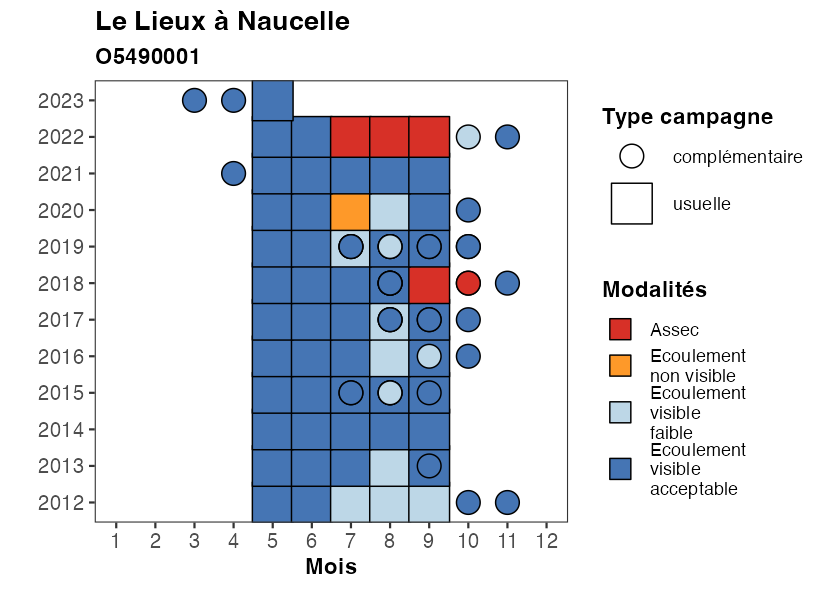 Le Lieux à Naucelle
O5490001
2023
2022
2021
2020
2019
2018
2017
2016
2015
2014
2013
2012
1 2 3 4 5 6 7 8 9 10 11 12
Mois
Type campagne
complémentaire
usuelle
Modalités
Assec
Ecoulement
non visible
Ecoulement
visible
faible
Ecoulement
visible
acceptable